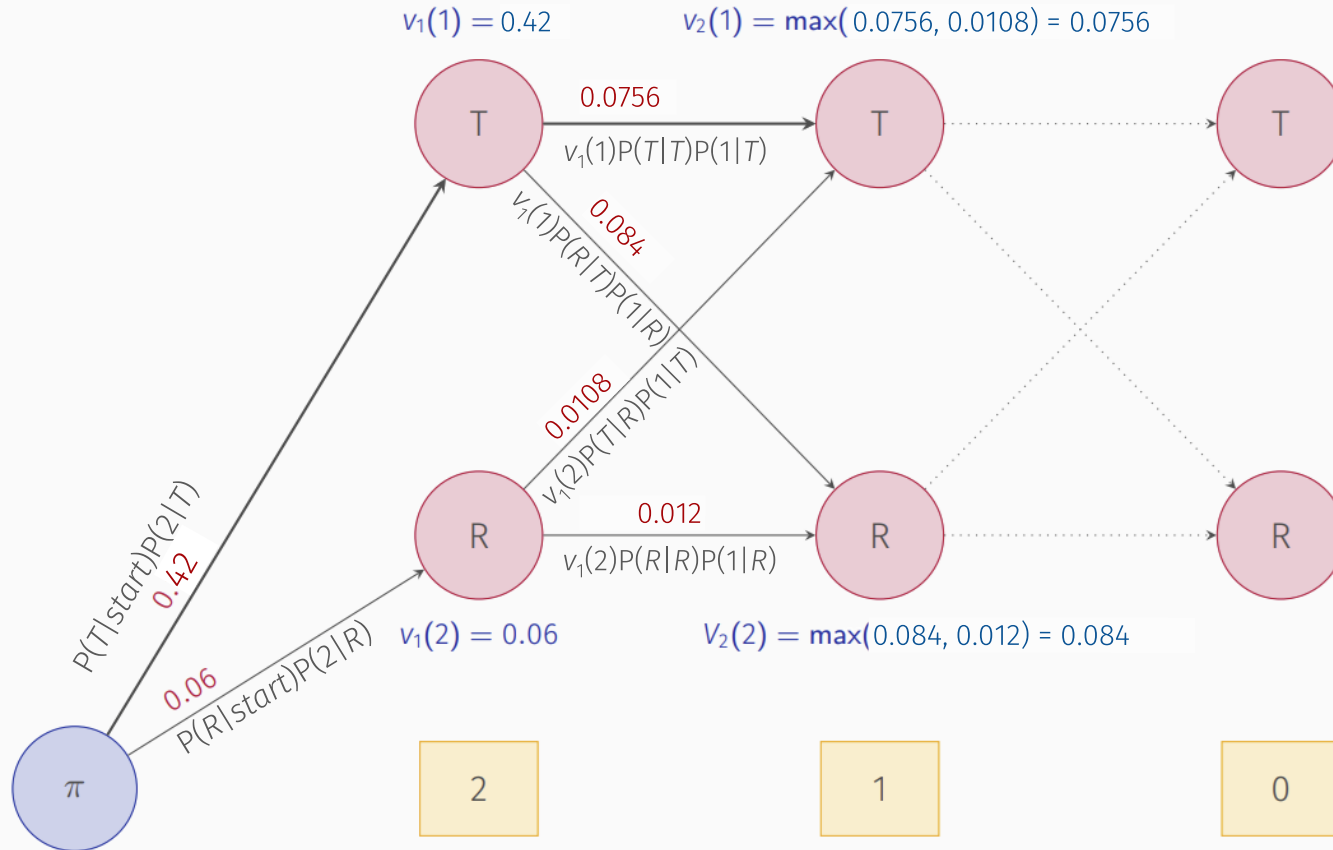 v₁(1) = 0.42
v₂(1) = max( 0.0756, 0.0108) = 0.0756
T
0.0756
v₁(1)P(T|T)P(1|T)
T
T
0.084
v₁(1)P(R|T)P(1|R)
0.0108
v₁(2)P(T|R)P(1|T)
R
0.012
v₁(2)P(R|R)P(1|R)
R
R
P(T|start)P(2|T)
0.42
v₁(2) = 0.06
V₂(2) = max(0.084, 0.012) = 0.084
0.06
P(R|start)P(2|R)
π
2
1
0